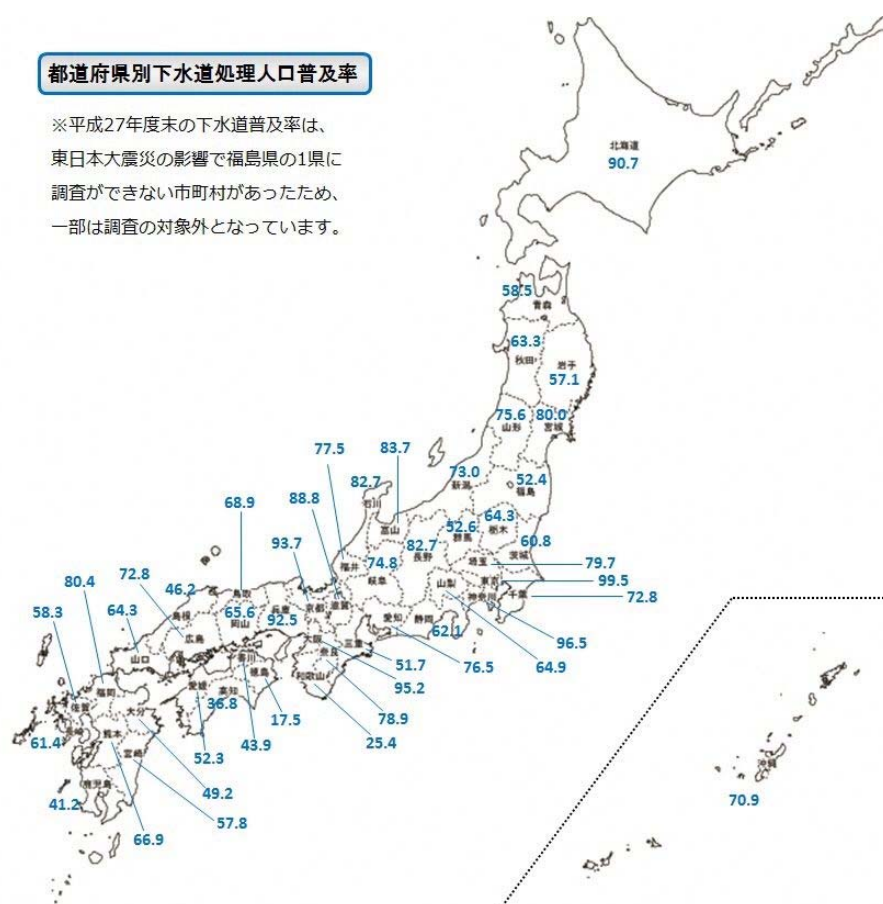 都道府県別下水道処理人口普及率
※平成27年度末の下水道普及率は、
東日本大震災の影響で福島県の1県に
調査ができない市町村があったため、
一部は調査の対象外となっています。
北海道
90.7
58.5
青森
63.3
秋田
岩手
57.1
75.6
山形
80.0
宮城
77.5
83.7
73.0
新潟
52.4
福島
82.7
石川
88.8
68.9
富山
64.3
栃木
52.6
群馬
60.8
茨城
93.7
82.7
長野
福井
74.8
岐阜
埼玉
79.7
72.8
46.2
鳥取
80.4
山梨
東京
99.5
千葉
72.8
神奈川
58.3
64.3
島根
65.6
岡山
兵庫
92.5
京都
滋賀
愛知
静岡
62.1
96.5
広島
大阪
三重
奈良
51.7
76.5
64.9
山口
香川
徳島
和歌山
95.2
福岡
愛媛
高知
36.8
佐賀
大分
17.5
78.9
61.4
長崎
熊本
52.3
43.9
25.4
宮崎
沖縄
鹿児島
49.2
70.9
41.2
57.8
66.9